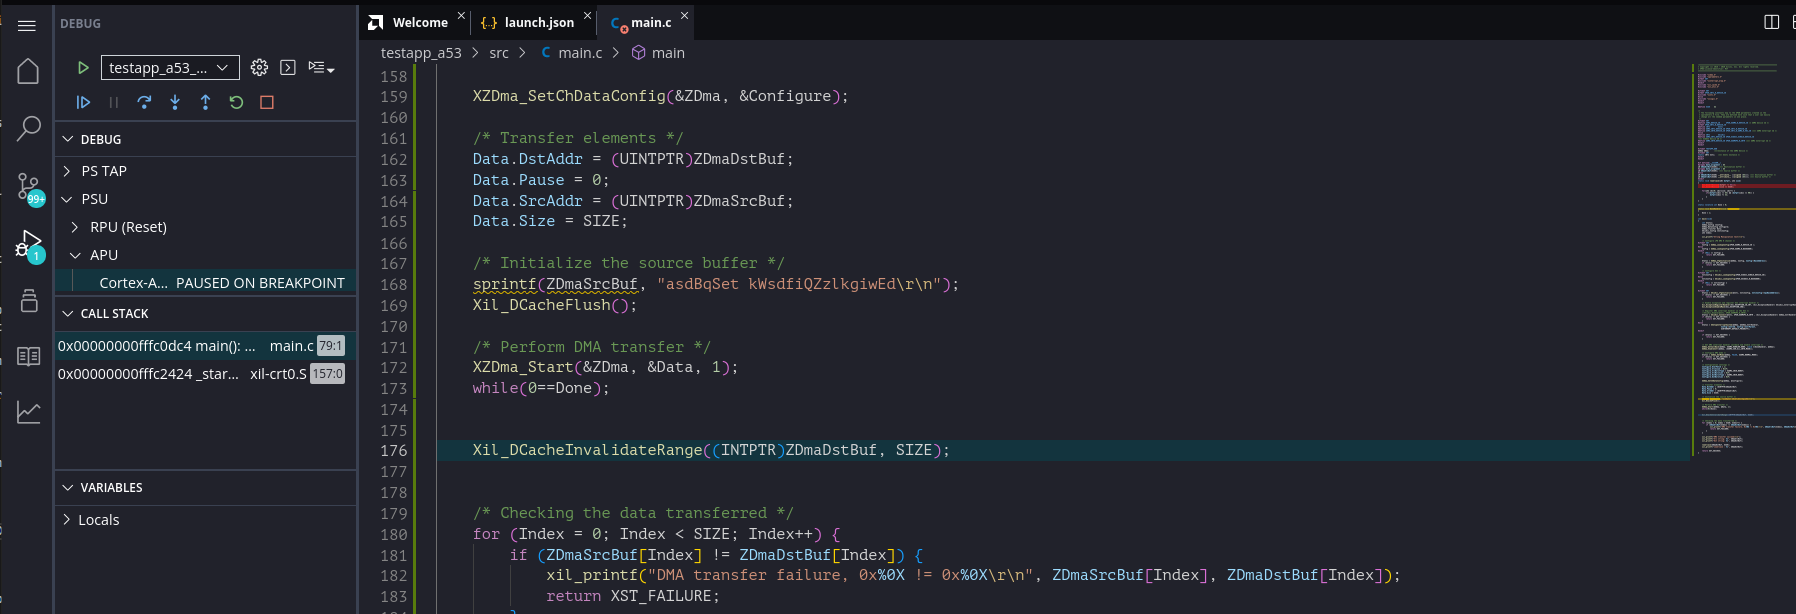 DEBUG
testapp_a53_...
DEBUG
PS TAP
PSU
RPU (Reset)
APU
Cortex-A... PAUSED ON BREAKPOINT
CALL STACK
0x00000000fffc0dc4 main(): ... main.c 79:1
0x00000000fffc2424 _star... xil-crt0.S 157:0
VARIABLES
Locals
99+
1
Welcome
{..} launch.json
C main.c
testapp_a53 > src > C main.c > main
158
159 XZDma_SetChDataConfig(&ZDma, &Configure);
160
161 /* Transfer elements */
162 Data.DstAddr = (UINTPTR)ZDmaDstBuf;
163 Data.Pause = 0;
164 Data.SrcAddr = (UINTPTR)ZDmaSrcBuf;
165 Data.Size = SIZE;
166
167 /* Initialize the source buffer */
168 sprintf(ZDmaSrcBuf, "asdBqSet kWsdfiQZzlkgiwEd\r\n");
169 Xil_DCacheFlush();
170
171 /* Perform DMA transfer */
172 XZDma_Start(&ZDma, &Data, 1);
173 while(0==Done);
174
175
176 Xil_DCacheInvalidateRange((INTPTR)ZDmaDstBuf, SIZE);
177
178
179 /* Checking the data transferred */
180 for (Index = 0; Index < SIZE; Index++) {
181 if (ZDmaSrcBuf[Index] != ZDmaDstBuf[Index]) {
182 xil_printf("DMA transfer failure, 0x%0X != 0x%0X\r\n", ZDmaSrcBuf[Index], ZDmaDstBuf[Index]);
183 return XST_FAILURE;